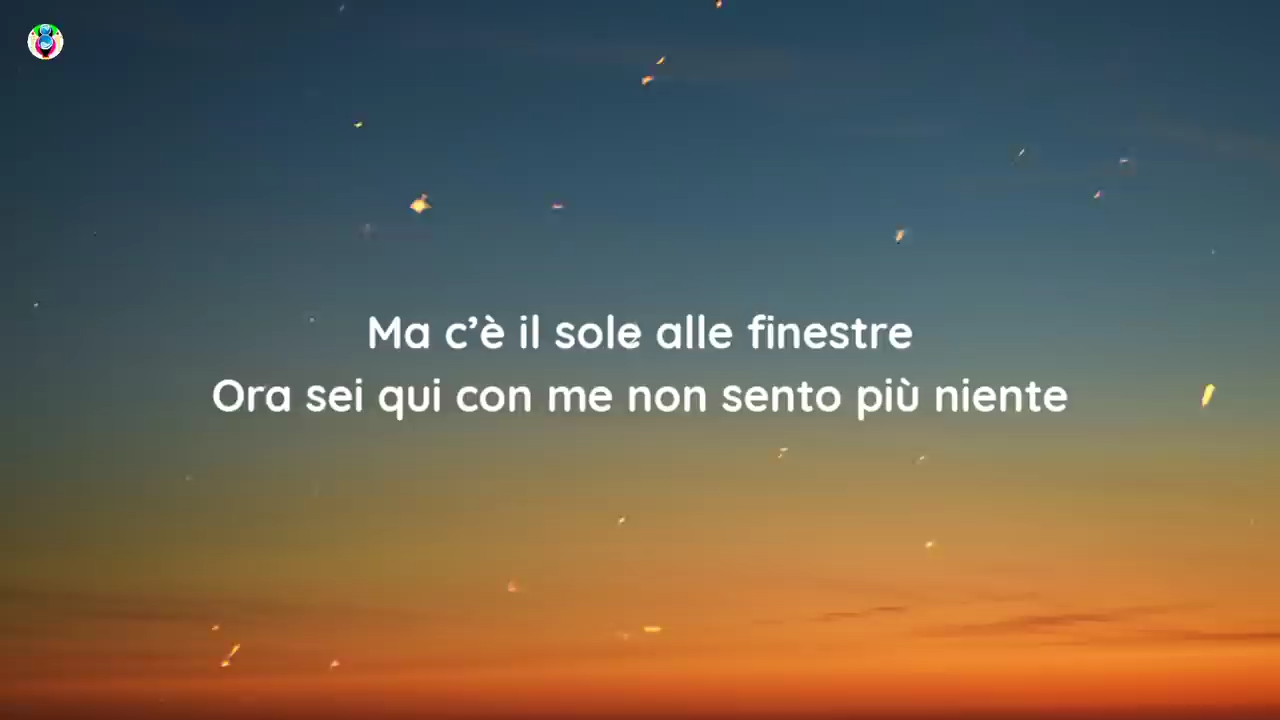 Ma c’è il sole alle finestre
Ora sei qui con me non sento più niente